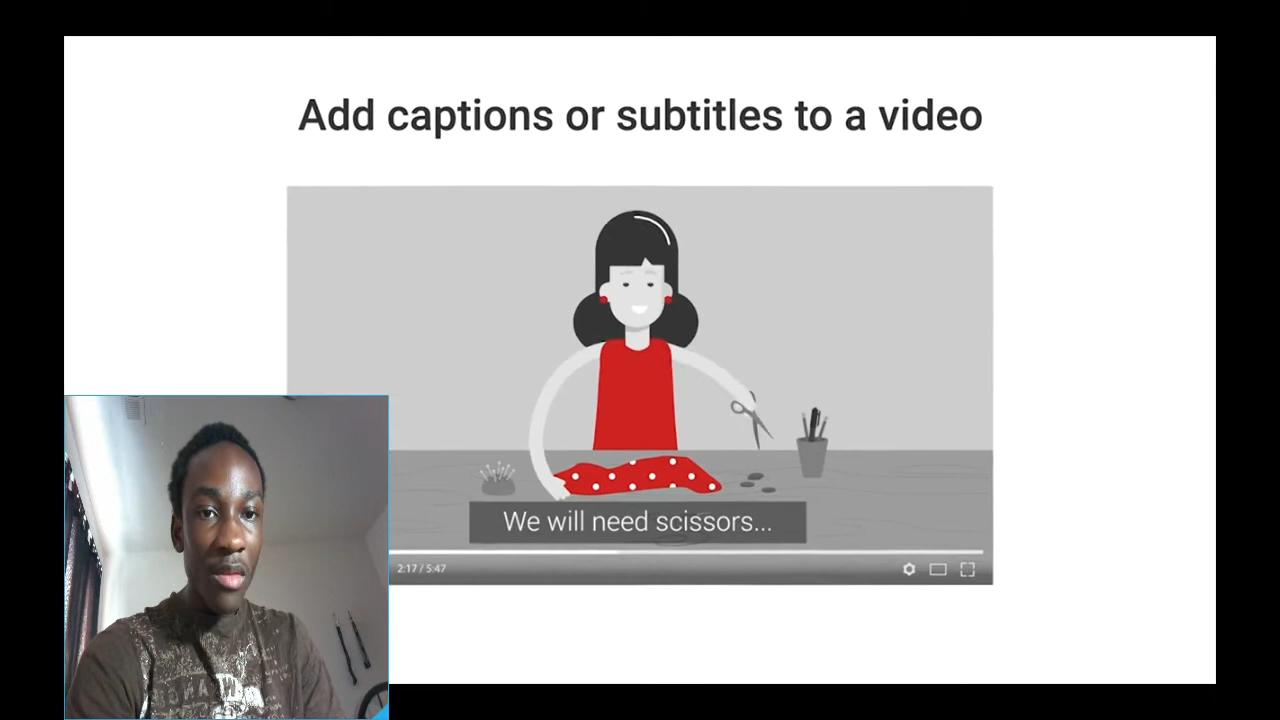 Add captions or subtitles to a video
We will need scissors...
2:17 / 5:47